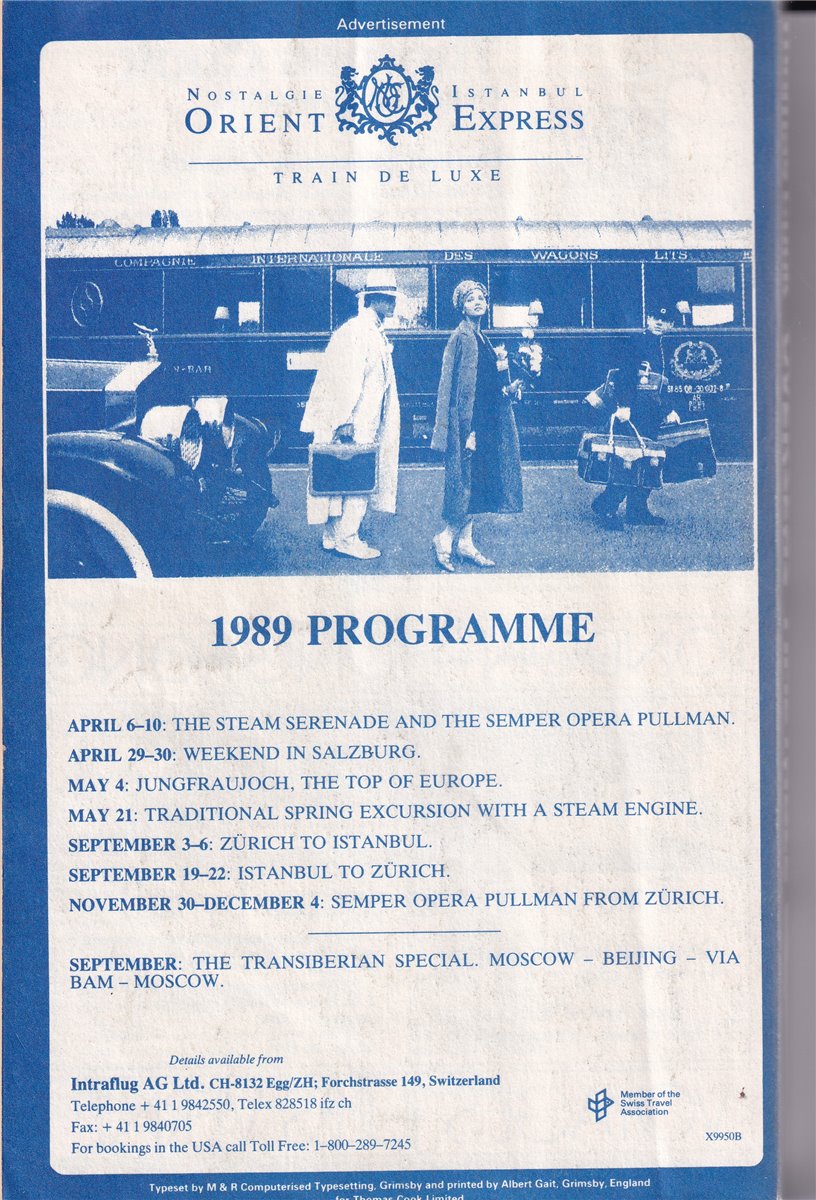 Advertisement
NOSTALGIE ISTANBUL
ORIENT EXPRESS
TRAIN DE LUXE
COMPAGNIE INTERNATIONALE DES WAGONS LITS E
N-BAR
1989 PROGRAMME
APRIL 6–10: THE STEAM SERENADE AND THE SEMPER OPERA PULLMAN.
APRIL 29–30: WEEKEND IN SALZBURG.
MAY 4: JUNGFRAUJOCH, THE TOP OF EUROPE.
MAY 21: TRADITIONAL SPRING EXCURSION WITH A STEAM ENGINE.
SEPTEMBER 3–6: ZÜRICH TO ISTANBUL.
SEPTEMBER 19–22: ISTANBUL TO ZÜRICH.
NOVEMBER 30–DECEMBER 4: SEMPER OPERA PULLMAN FROM ZÜRICH.
SEPTEMBER: THE TRANSIBERIAN SPECIAL. MOSCOW – BEIJING – VIA
BAM – MOSCOW.
Details available from
Intraflug AG Ltd. CH-8132 Egg/ZH; Forchstrasse 149, Switzerland
Telephone + 41 1 9842550, Telex 828518 ifz ch
Fax: + 41 1 9840705
For bookings in the USA call Toll Free: 1–800–289–7245
Member of the
Swiss Travel
Association
X9950B
Typeset by M & R Computerised Typesetting, Grimsby and printed by Albert Gait, Grimsby, England
for Thomas Cook Limited